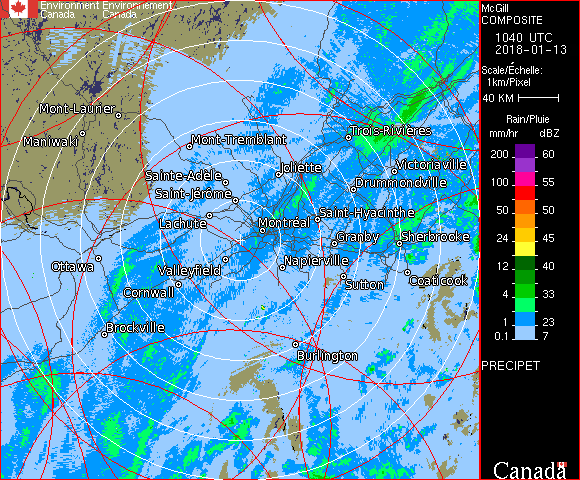 Environment Environnement
Canada Canada
McGill
COMPOSITE
1040 UTC
2018-01-13
Scale/Échelle:
1km/Pixel
40 KM
Rain/Pluie
mm/hr dBZ
200 60
100 55
50 50
24 45
12 40
4 33
1 23
0.1 7
PRECIPET
Canada
Mont-Laurier
Maniwaki
Mont-Tremblant
Trois-Rivières
Joliette
Victoriaville
Sainte-Adèle
Drummondville
Saint-Jérôme
Saint-Hyacinthe
Lachute
Montréal
Granby
Sherbrooke
Ottawa
Valleyfield
Napierville
Coaticook
Cornwall
Sutton
Brockville
Burlington